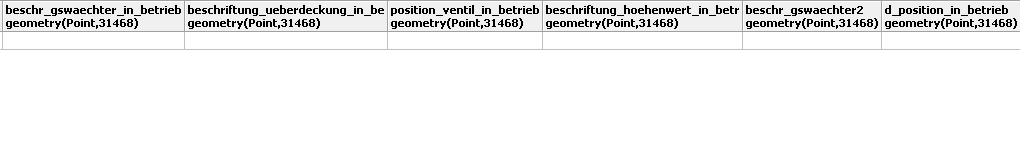 beschr_gswaechter_in_betrieb beschriftung_ueberdeckung_in_be position_ventil_in_betrieb beschriftung_hoehenwert_in_betr beschr_gswaechter2 d_position_in_betrieb
geometry(Point,31468) geometry(Point,31468) geometry(Point,31468) geometry(Point,31468) geometry(Point,31468) geometry(Point,31468)